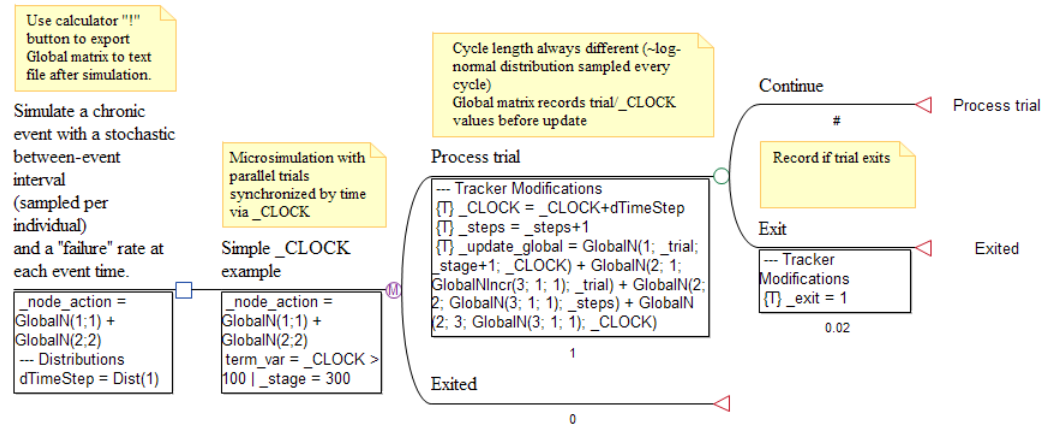 Use calculator "!"
button to export
Global matrix to text
file after simulation.
Simulate a chronic
event with a stochastic
between-event
interval
(sampled per
individual)
and a "failure" rate at
each event time.
_node_action =
GlobalN(1;1) +
GlobalN(2;2)
--- Distributions
dTimeStep = Dist(1)
Microsimulation with
parallel trials
synchronized by time
via _CLOCK
Simple _CLOCK
example
_node_action =
GlobalN(1;1) +
GlobalN(2;2)
term_var = _CLOCK >
100 | _stage = 300
M
Cycle length always different (~log-
normal distribution sampled every
cycle)
Global matrix records trial/_CLOCK
values before update
Process trial
--- Tracker Modifications
{T} _CLOCK = _CLOCK+dTimeStep
{T} _steps = _steps+1
{T} _update_global = GlobalN(1; _trial;
_stage+1; _CLOCK) + GlobalN(2; 1;
GlobalNIncr(3; 1; 1); _trial) + GlobalN(2;
2; GlobalN(3; 1; 1); _steps) + GlobalN
(2; 3; GlobalN(3; 1; 1); _CLOCK)
1
Exited
0
Continue
#
Process trial
Record if trial exits
Exit
--- Tracker
Modifications
{T} _exit = 1
0.02
Exited